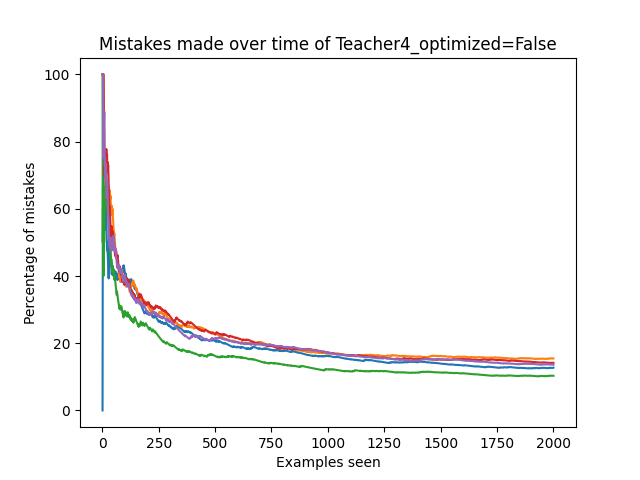 Mistakes made over time of Teacher4_optimized=False
100
80
60
40
20
0
Percentage of mistakes
0 250 500 750 1000 1250 1500 1750 2000
Examples seen